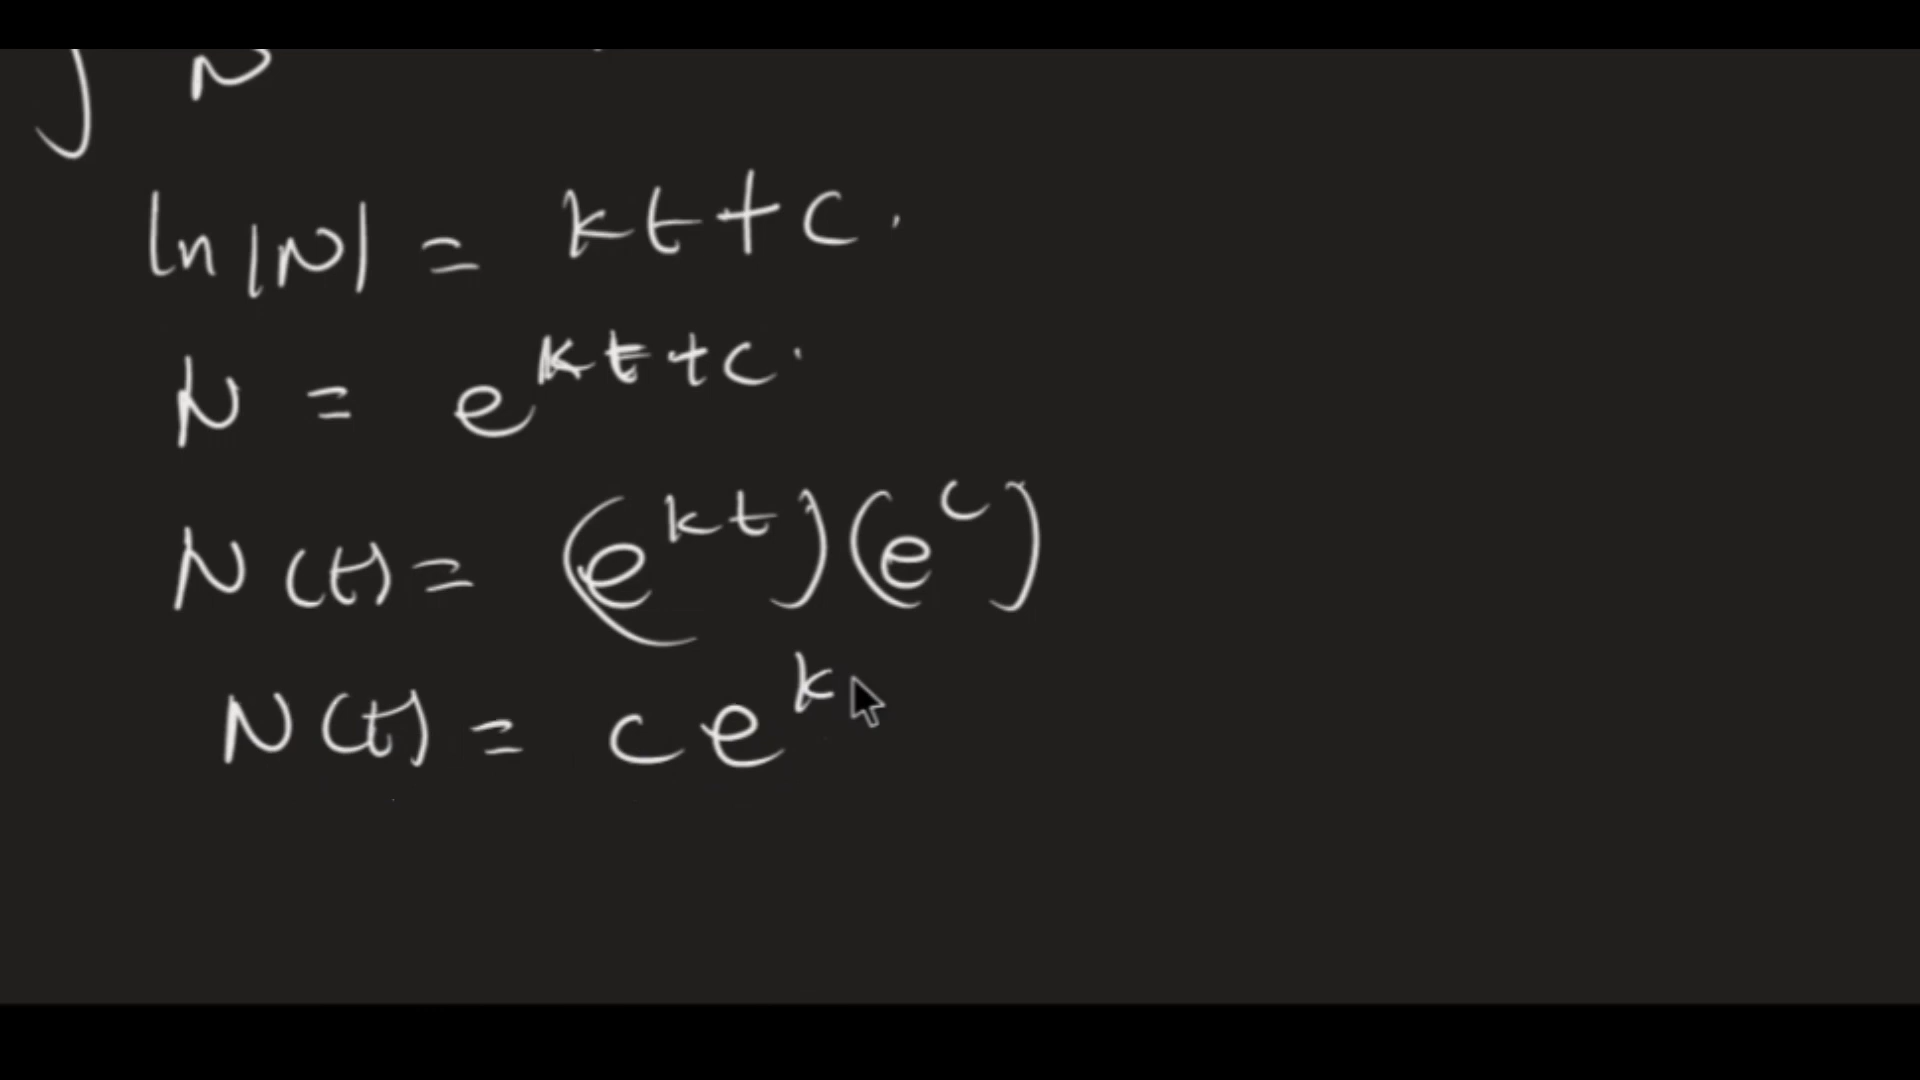 ∫ N
ln|N| = kt + c.
N = e^{kt+c}.
N(t) = (e^{kt})(e^{c})
N(t) = ce^{k